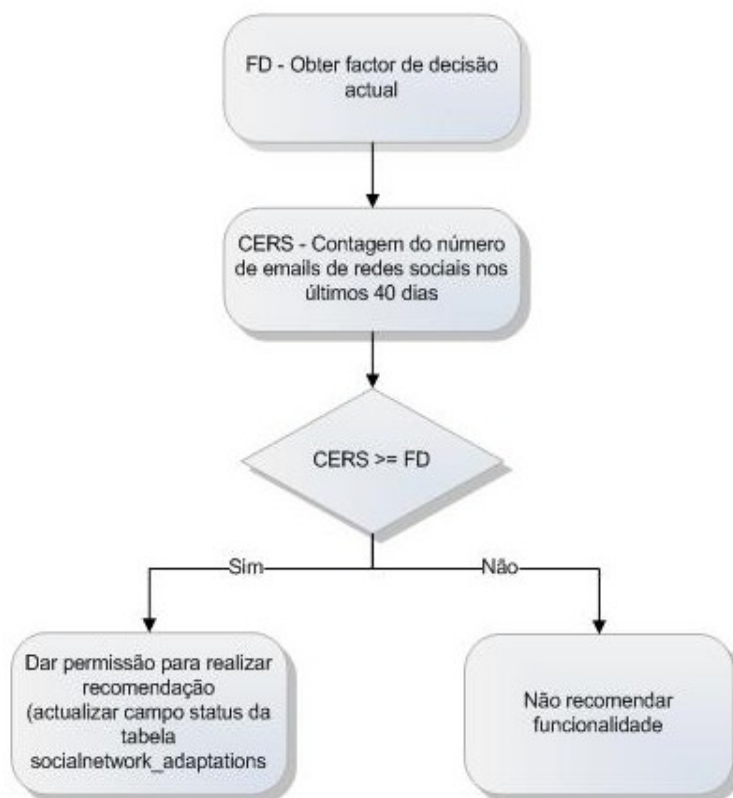 FD - Obter factor de decisão
actual
CERS - Contagem do número
de emails de redes sociais nos
últimos 40 dias
CERS >= FD
Sim
Não
Dar permissão para realizar
recomendação
(actualizar campo status da
tabela
socialnetwork_adaptations
Não recomendar
funcionalidade